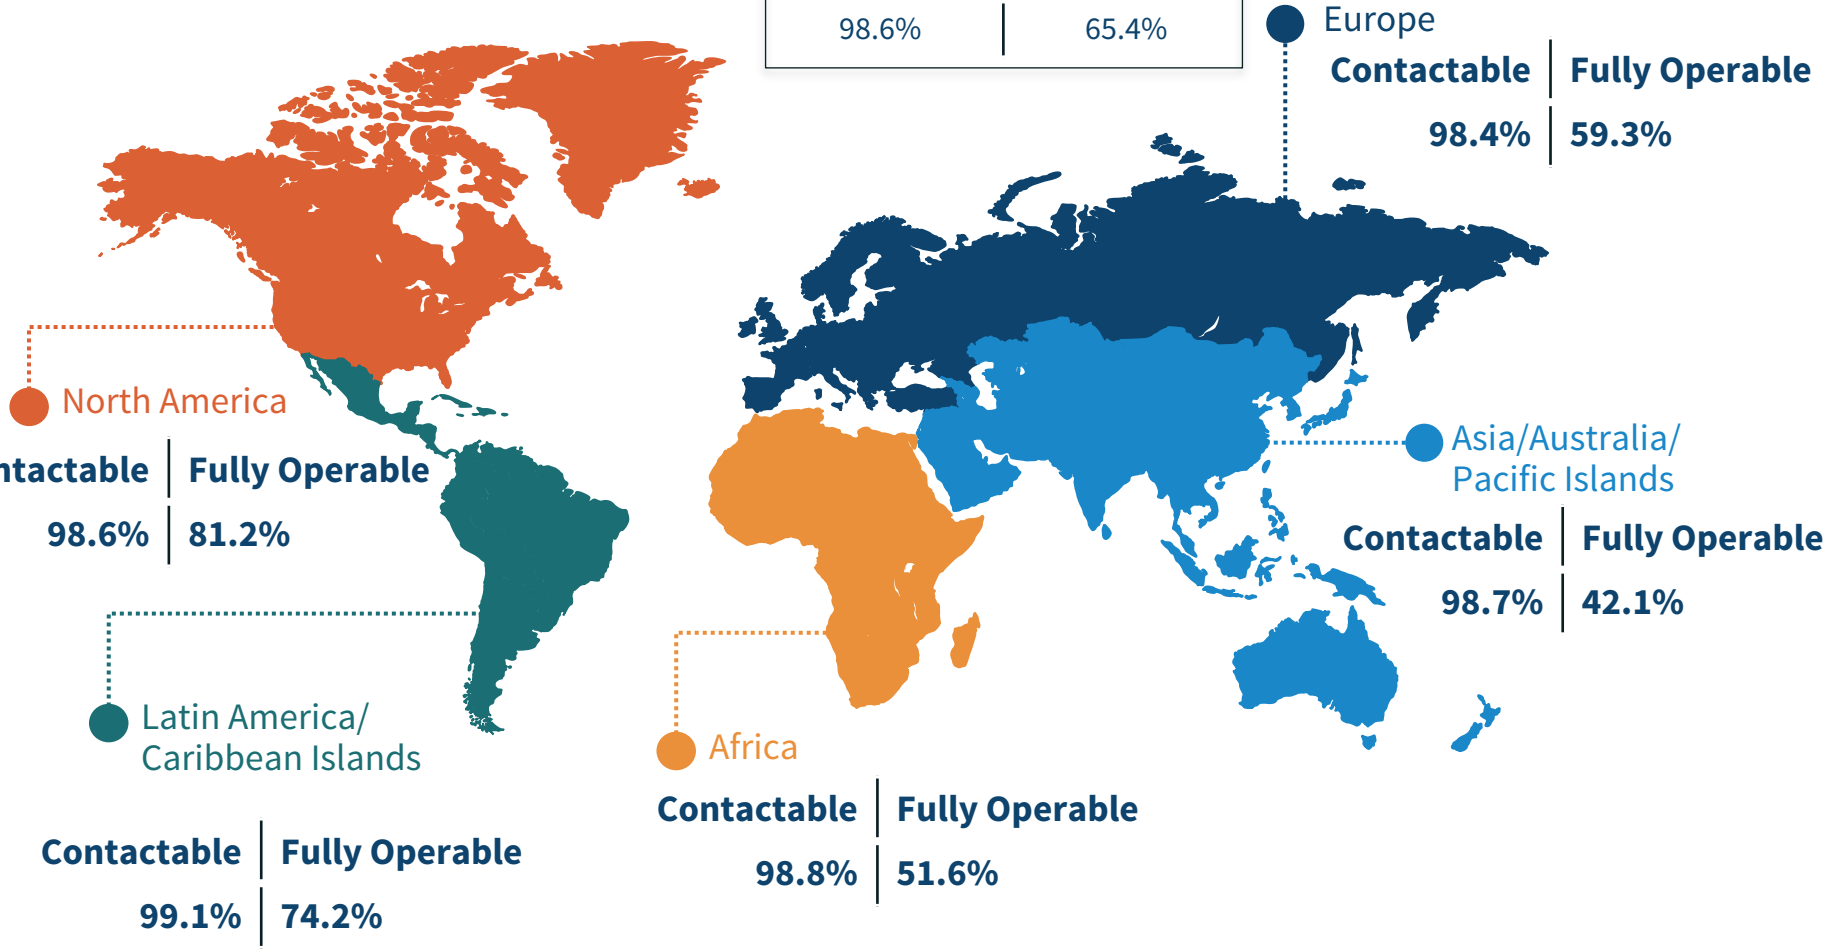 98.6% 65.4%
Europe
Contactable Fully Operable
98.4% 59.3%
North America
ntactable Fully Operable
98.6% 81.2%
Asia/Australia/
Pacific Islands
Contactable Fully Operable
98.7% 42.1%
Latin America/
Caribbean Islands
Contactable Fully Operable
99.1% 74.2%
Africa
Contactable Fully Operable
98.8% 51.6%